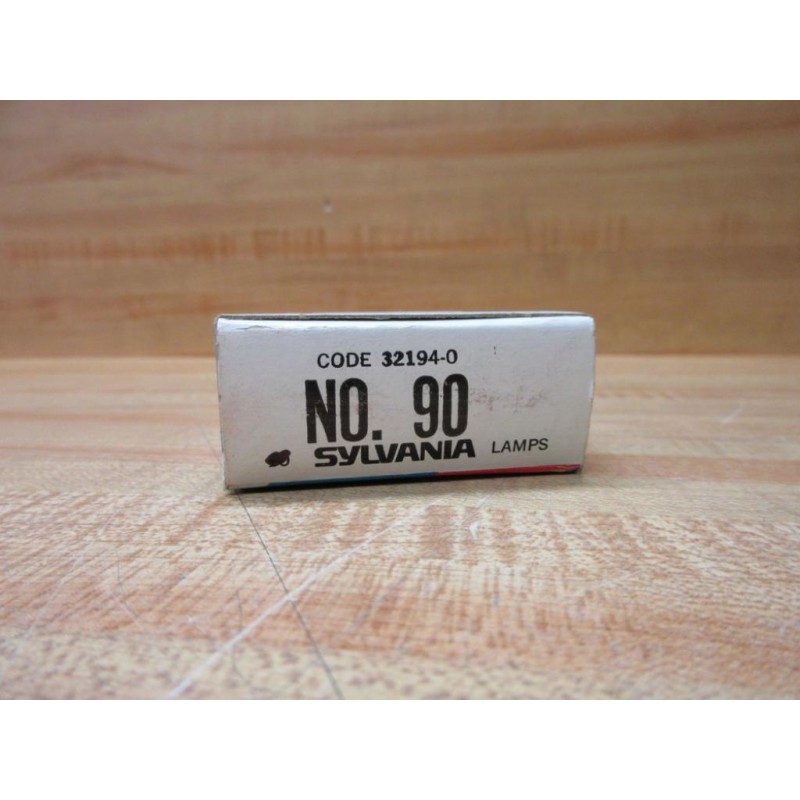 CODE 32194-0
NO. 90
SYLVANIA LAMPS